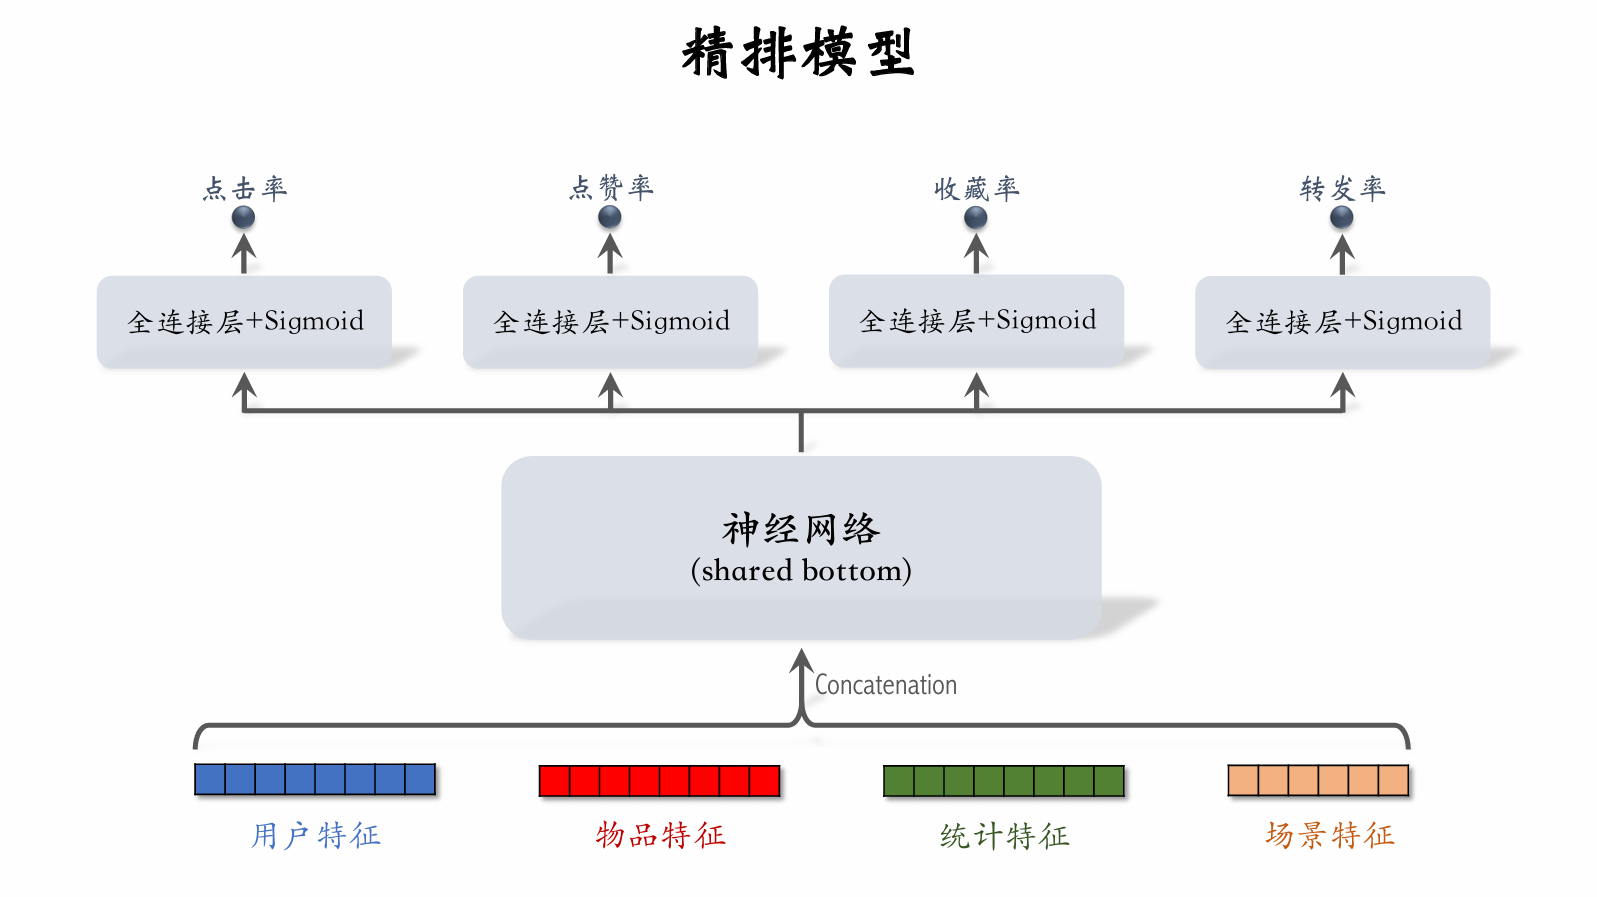 精排模型
点击率
点赞率
收藏率
转发率
全连接层+Sigmoid
全连接层+Sigmoid
全连接层+Sigmoid
全连接层+Sigmoid
神经网络
(shared bottom)
Concatenation
用户特征
物品特征
统计特征
场景特征